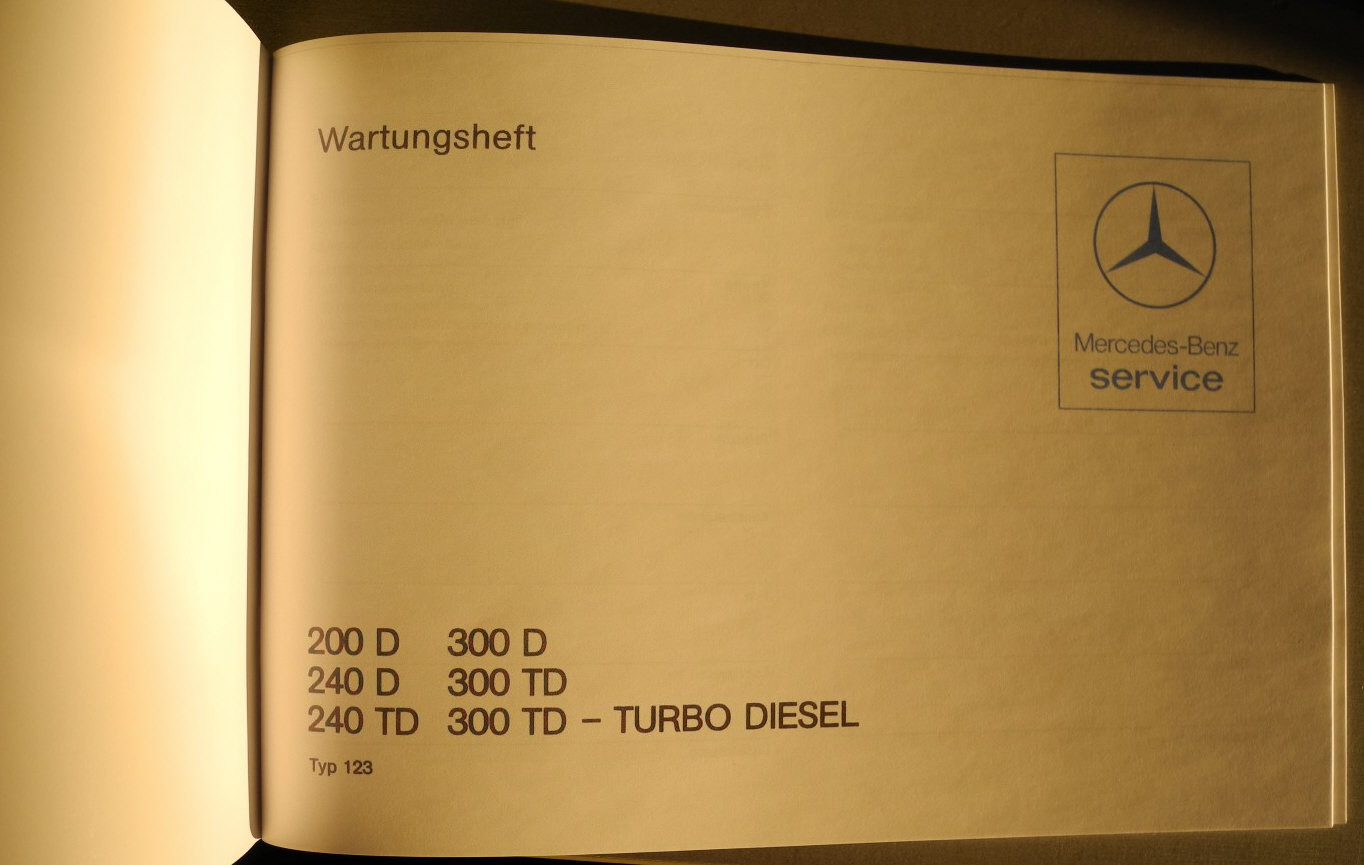 Wartungsheft
Mercedes-Benz
service
200 D 300 D
240 D 300 TD
240 TD 300 TD – TURBO DIESEL
Typ 123